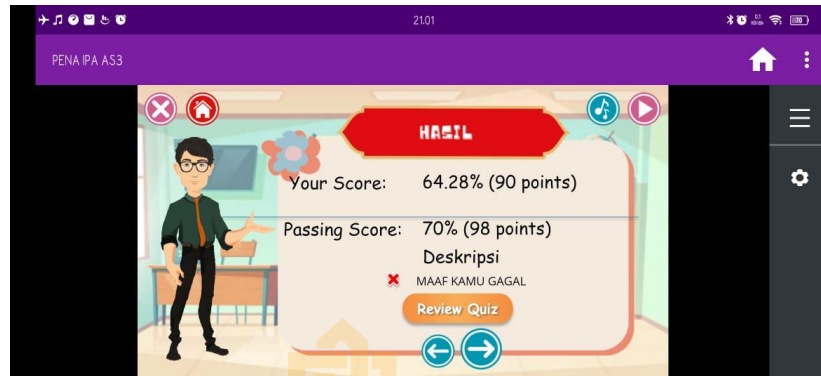 21.01
PENA IPA AS3
HASIL
Your Score: 64.28% (90 points)
Passing Score: 70% (98 points)
Deskripsi
MAAF KAMU GAGAL
Review Quiz